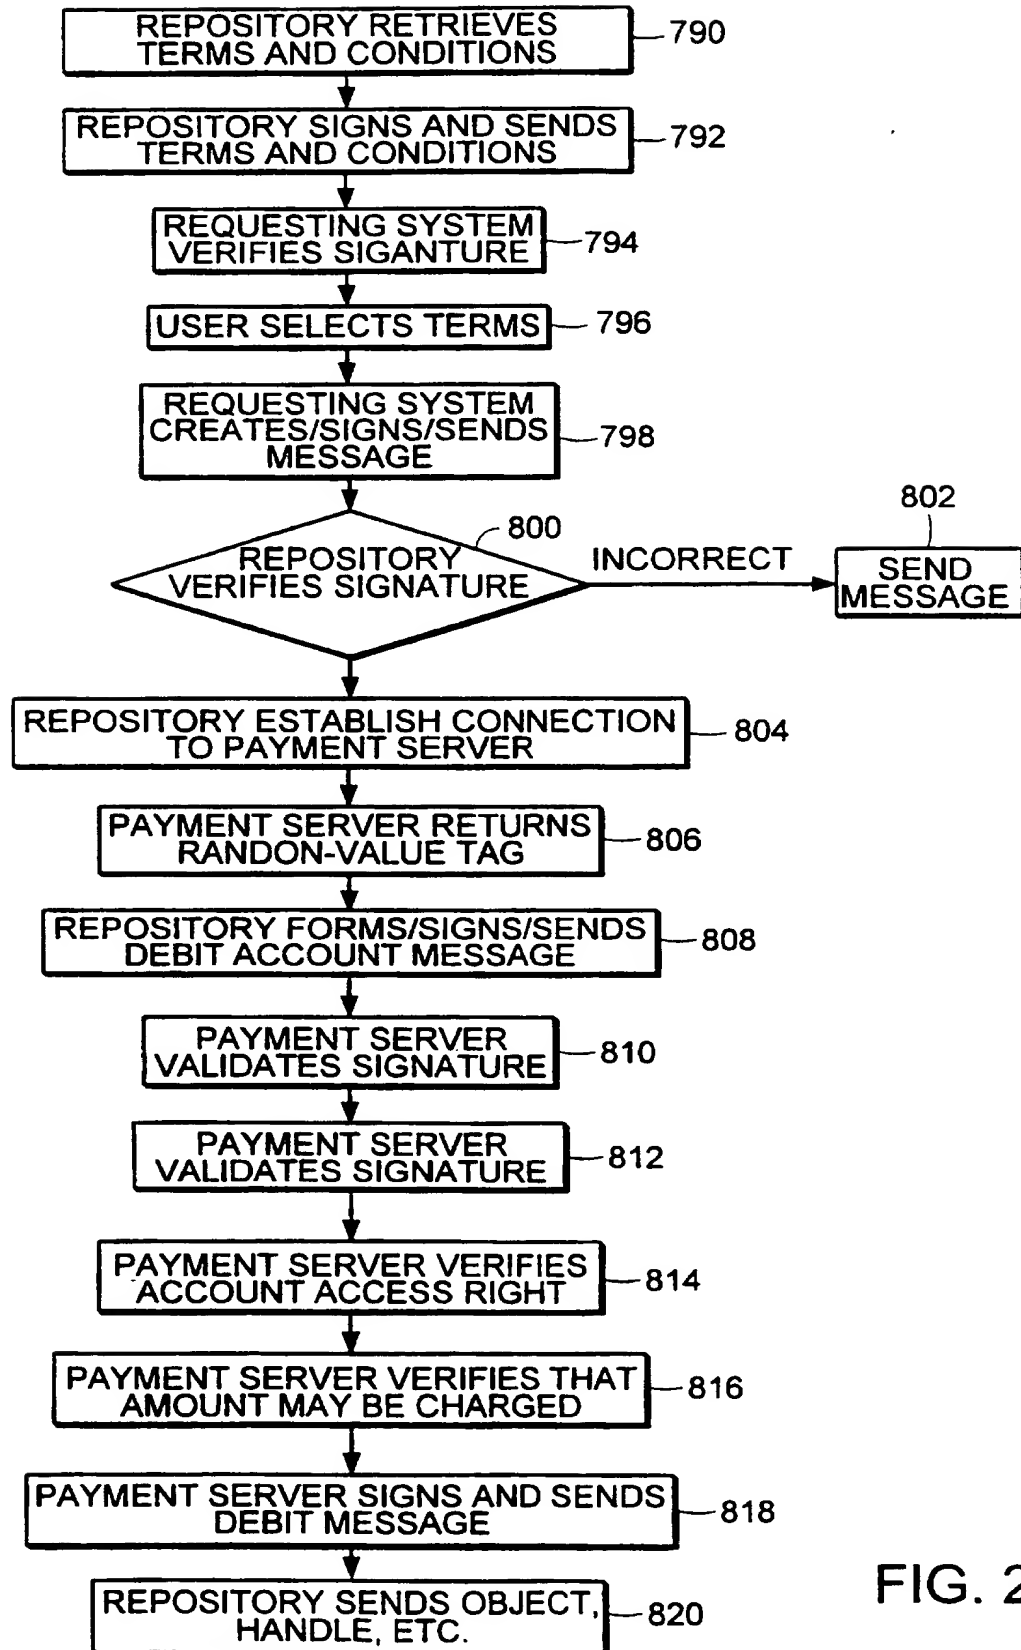 REPOSITORY RETRIEVES
TERMS AND CONDITIONS
790
REPOSITORY SIGNS AND SENDS
TERMS AND CONDITIONS
792
REQUESTING SYSTEM
VERIFIES SIGANTURE
794
USER SELECTS TERMS
796
REQUESTING SYSTEM
CREATES/SIGNS/SENDS
MESSAGE
798
800
REPOSITORY
VERIFIES SIGNATURE
INCORRECT
802
SEND
MESSAGE
REPOSITORY ESTABLISH CONNECTION
TO PAYMENT SERVER
804
PAYMENT SERVER RETURNS
RANDON-VALUE TAG
806
REPOSITORY FORMS/SIGNS/SENDS
DEBIT ACCOUNT MESSAGE
808
PAYMENT SERVER
VALIDATES SIGNATURE
810
PAYMENT SERVER
VALIDATES SIGNATURE
812
PAYMENT SERVER VERIFIES
ACCOUNT ACCESS RIGHT
814
PAYMENT SERVER VERIFIES THAT
AMOUNT MAY BE CHARGED
816
PAYMENT SERVER SIGNS AND SENDS
DEBIT MESSAGE
818
REPOSITORY SENDS OBJECT,
HANDLE, ETC.
820
FIG. 2